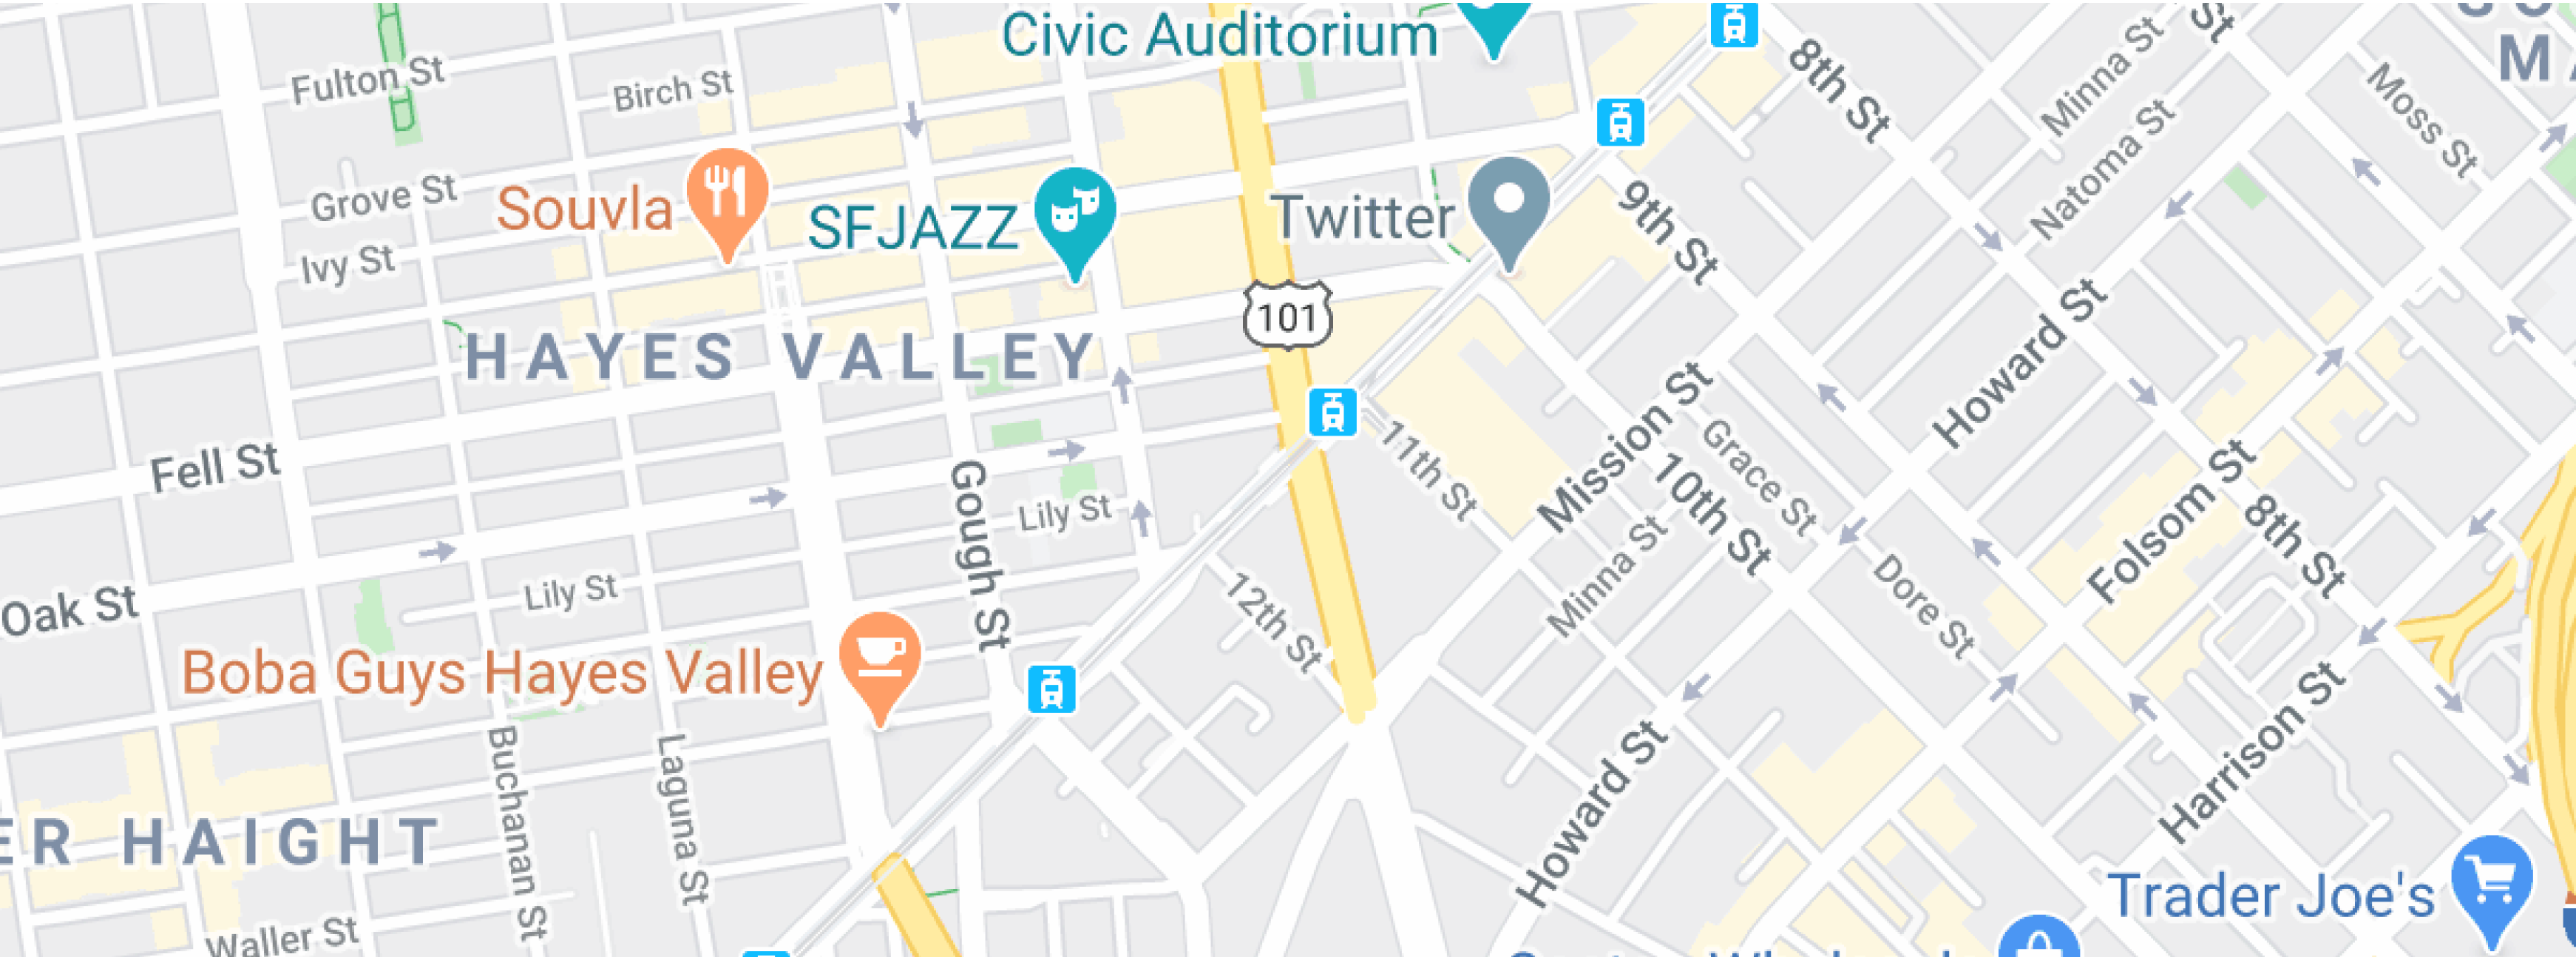 Civic Auditorium
St
M
8th St
Minna St
Moss St
Fulton St
Birch St
Natoma St
Grove St
Souvla
SFJAZZ
Twitter
9th St
Ivy St
101
Howard St
HAYES VALLEY
Mission St
11th St
Grace St
10th St
Fell St
Gough St
Lily St
Minna St
Folsom St
8th St
Dore St
Oak St
Lily St
12th St
Boba Guys Hayes Valley
Harrison St
Buchanan St
Laguna St
Howard St
ER HAIGHT
Trader Joe's
Waller St